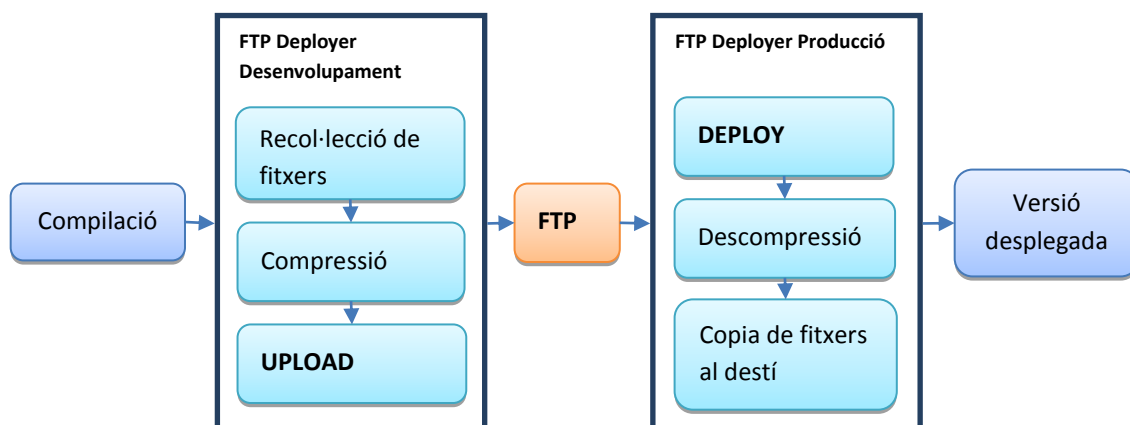 Compilació
FTP Deployer
Desenvolupament
Recol·lecció de
fitxers
Compressió
UPLOAD
FTP
FTP Deployer Producció
DEPLOY
Descompressió
Copia de fitxers
al destí
Versió
desplegada